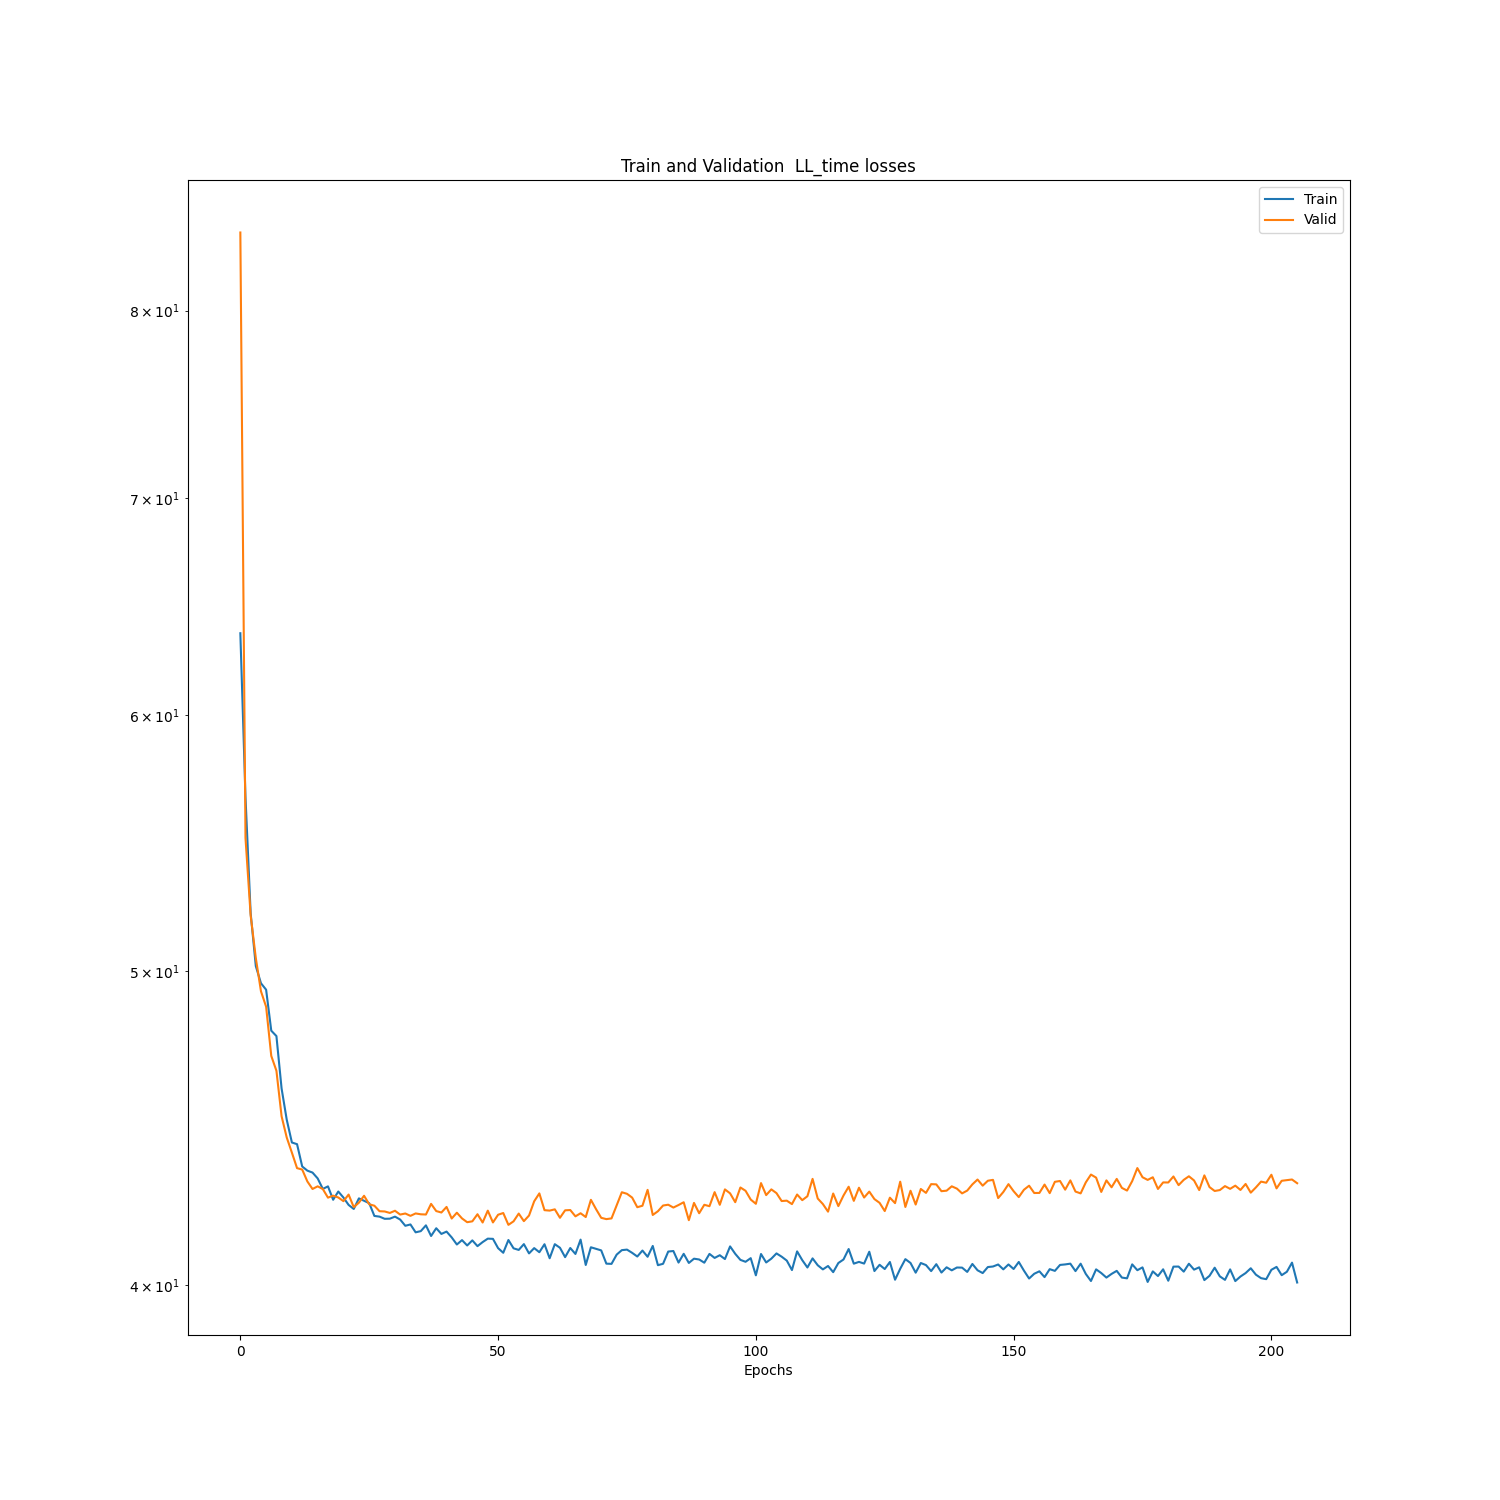 Train and Validation  LL_time losses
Train
Valid
8 × 10¹
7 × 10¹
6 × 10¹
5 × 10¹
4 × 10¹
0 50 100 150 200
Epochs